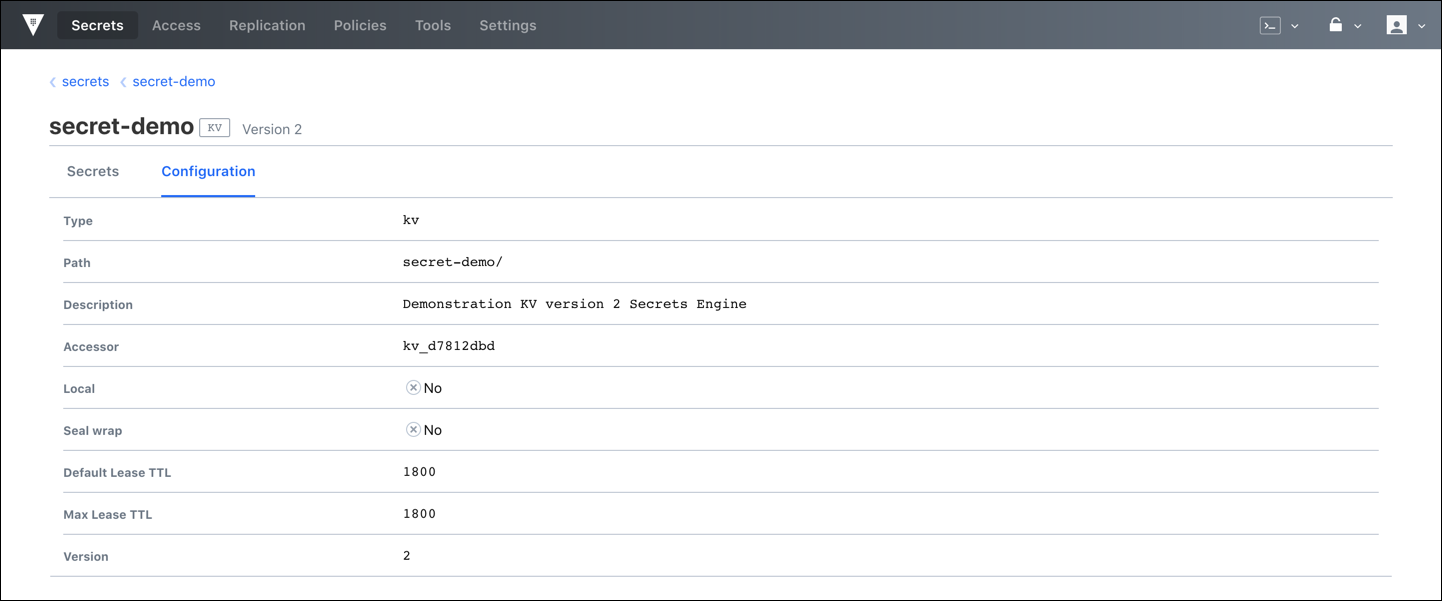 Secrets Access Replication Policies Tools Settings
secrets secret-demo
secret-demo KV Version 2
Secrets Configuration
Type kv
Path secret-demo/
Description Demonstration KV version 2 Secrets Engine
Accessor kv_d7812dbd
Local No
Seal wrap No
Default Lease TTL 1800
Max Lease TTL 1800
Version 2